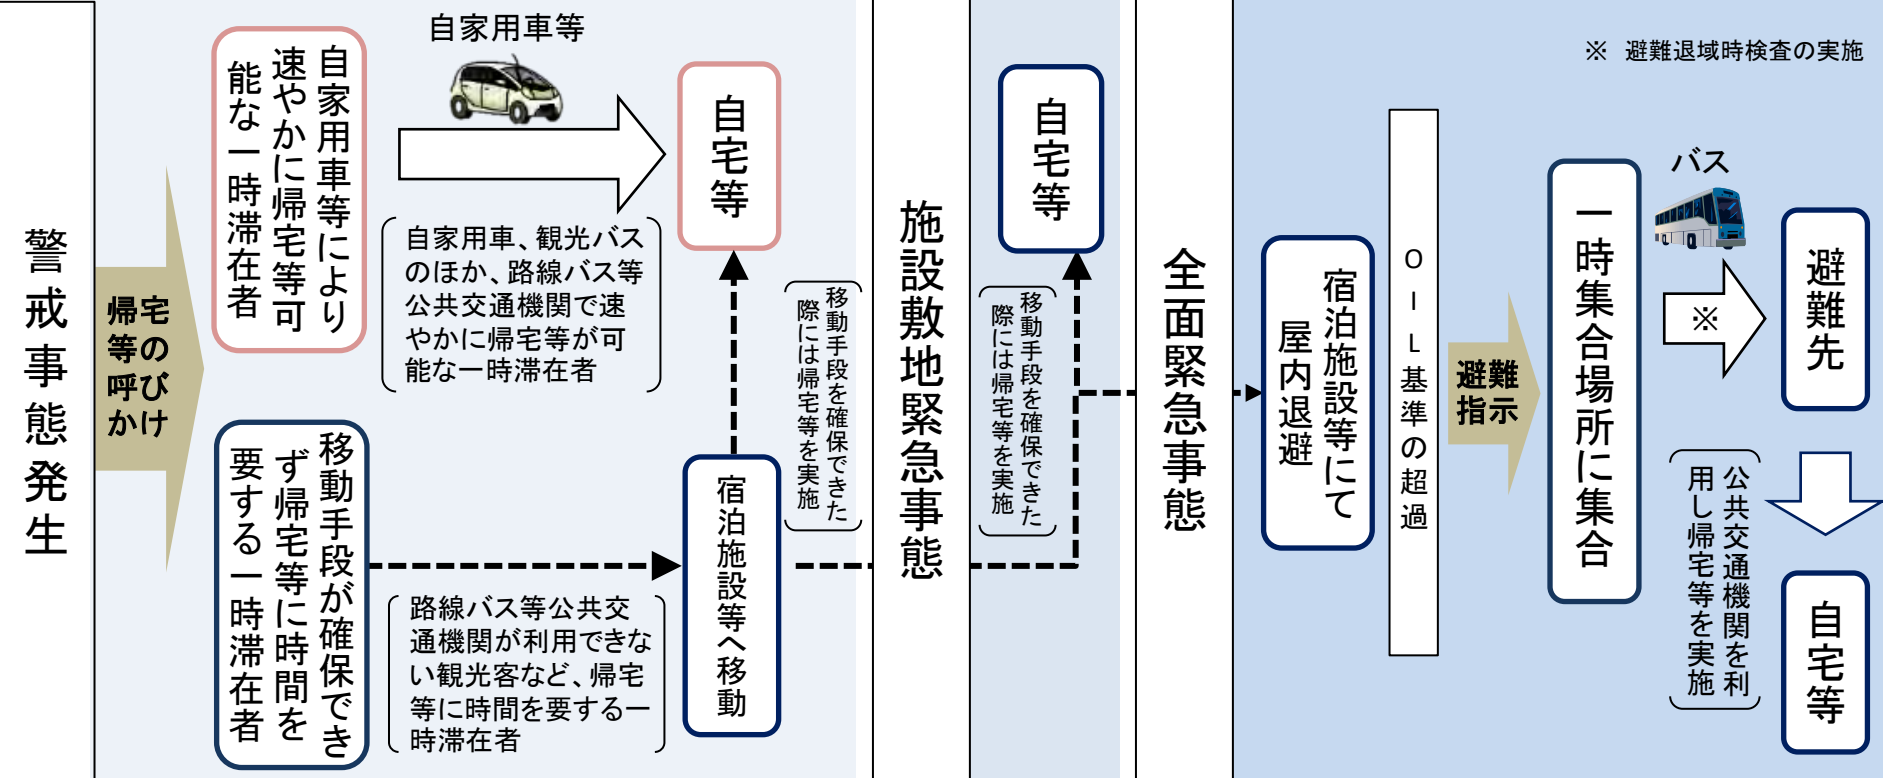 警戒事態発生
帰宅
等の
呼び
かけ
自家用車等により
速やかに帰宅等可
能な一時滞在者
自家用車等
自家用車、観光バス
のほか、路線バス等
公共交通機関で速
やかに帰宅等が可
能な一時滞在者
自宅等
移動手段が確保でき
ず帰宅等に時間を
要する一時滞在者
路線バス等公共交
通機関が利用できな
い観光客など、帰宅
等に時間を要する一
時滞在者
宿泊施設等へ移動
移動手段を確保できた
際には帰宅等を実施
施設敷地緊急事態
自宅等
移動手段を確保できた
際には帰宅等を実施
全面緊急事態
宿泊施設等にて
屋内退避
OIL基準の超過
避難
指示
一時集合場所に集合
※ 避難退域時検査の実施
バス
※
避難先
公共交通機関を利
用し帰宅等を実施
自宅等